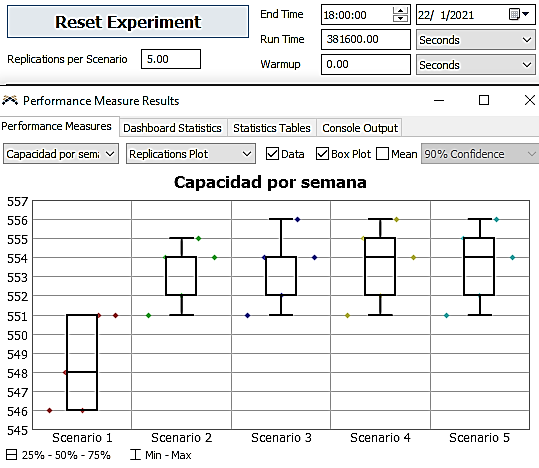 Reset Experiment
End Time 18:00:00 22/ 1/2021
Replications per Scenario 5.00
Run Time 381600.00 Seconds
Warmup 0.00 Seconds
Performance Measure Results
Performance Measures Dashboard Statistics Statistics Tables Console Output
Capacidad por sema Replications Plot Data Box Plot Mean 90% Confidence
Capacidad por semana
557
556
555
554
553
552
551
550
549
548
547
546
545
Scenario 1 Scenario 2 Scenario 3 Scenario 4 Scenario 5
25% - 50% - 75% Min - Max